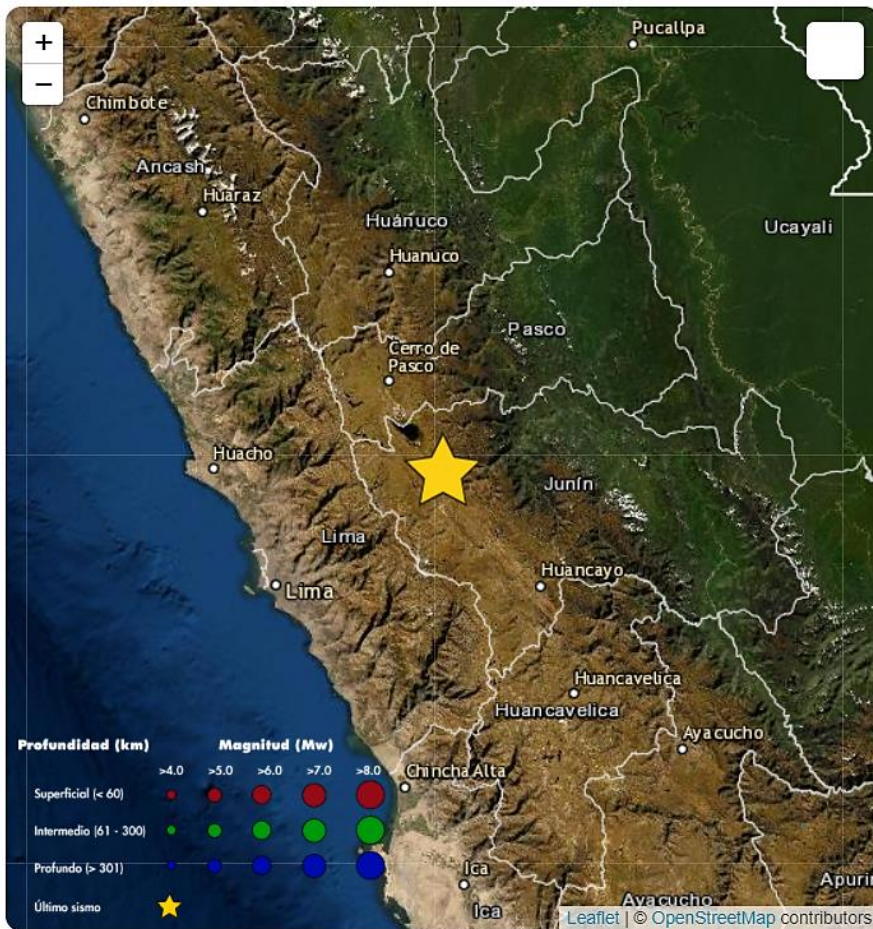 +
−
Pucallpa
Chimbote
Ancash
Huaraz
Huánuco
Ucayali
Huanuco
Pasco
Cerro de
Pasco
Huacho
Junín
Lima
Huancayo
Lima
Huancavelica
Huancavelica
Ayacucho
Profundidad (km) Magnitud (Mw)
>4.0 >5.0 >6.0 >7.0 >8.0
Chincha Alta
Superficial (< 60)
Intermedio (61 - 300)
Profundo (> 301)
Ica
Apurí
Ayacucho
Último sismo
Ica
Leaflet | © OpenStreetMap contributors